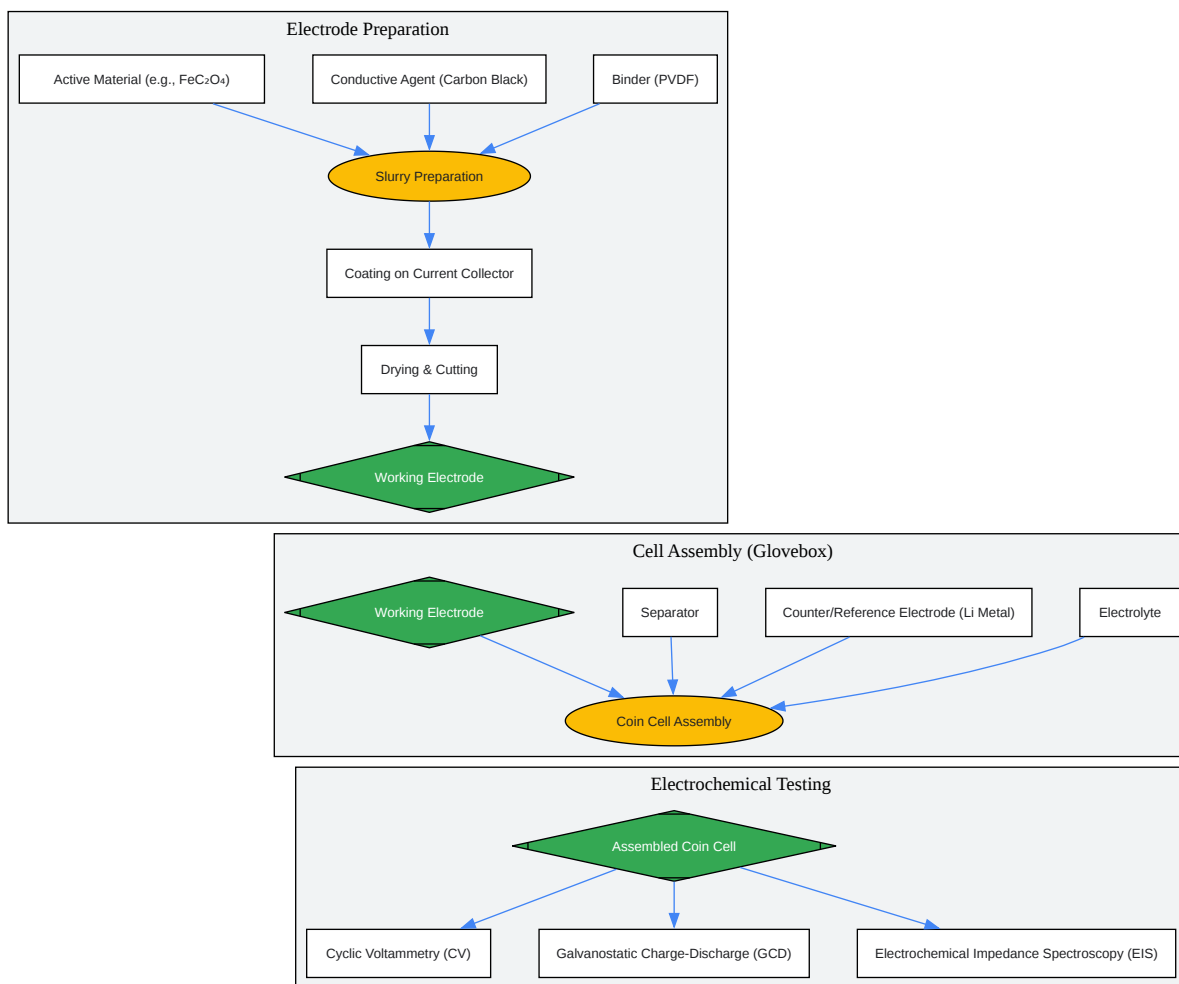 Electrode Preparation
Active Material (e.g., FeC₂O₄)
Conductive Agent (Carbon Black)
Binder (PVDF)
Slurry Preparation
Coating on Current Collector
Drying & Cutting
Working Electrode
Cell Assembly (Glovebox)
Working Electrode
Separator
Counter/Reference Electrode (Li Metal)
Electrolyte
Coin Cell Assembly
Electrochemical Testing
Assembled Coin Cell
Cyclic Voltammetry (CV)
Galvanostatic Charge-Discharge (GCD)
Electrochemical Impedance Spectroscopy (EIS)